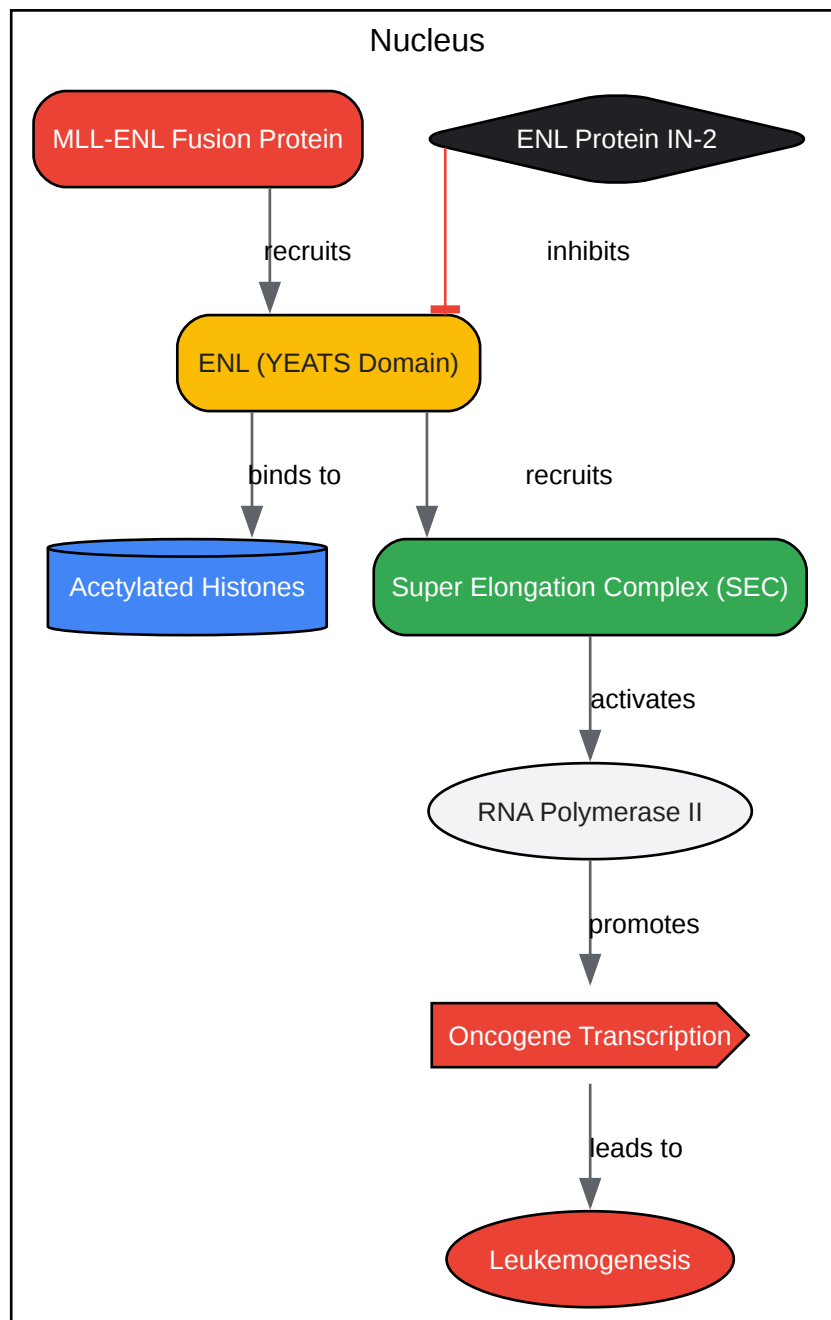 Nucleus
MLL-ENL Fusion Protein
ENL Protein IN-2
recruits
inhibits
ENL (YEATS Domain)
binds to
recruits
Acetylated Histones
Super Elongation Complex (SEC)
activates
RNA Polymerase II
promotes
Oncogene Transcription
leads to
Leukemogenesis